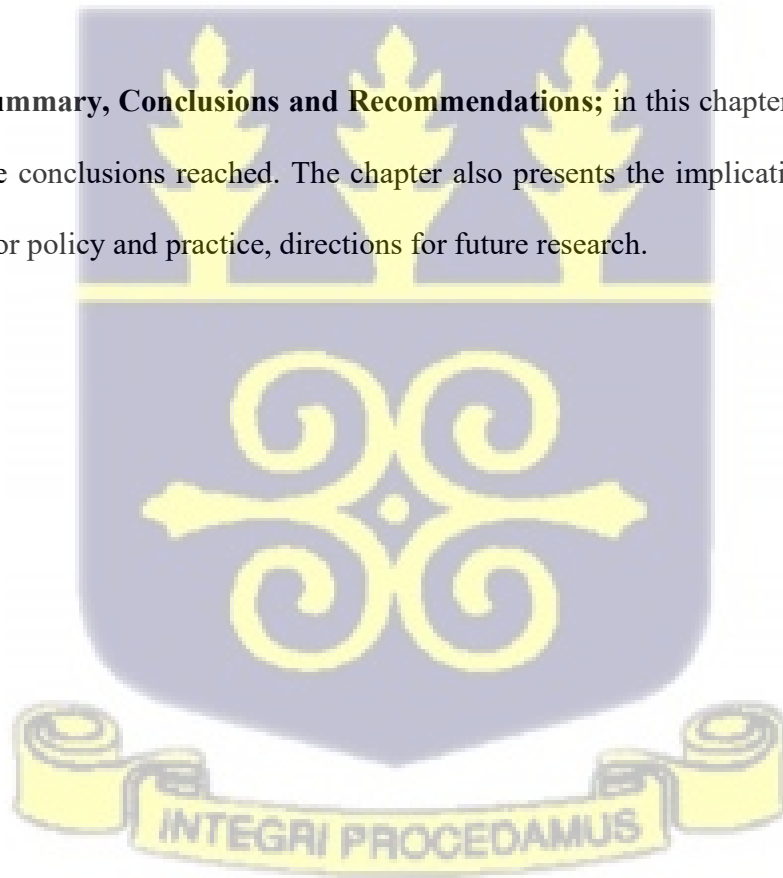 ummary, Conclusions and Recommendations; in this chapter
e conclusions reached. The chapter also presents the implicati
or policy and practice, directions for future research.
INTEGRI PROCEDAMUS